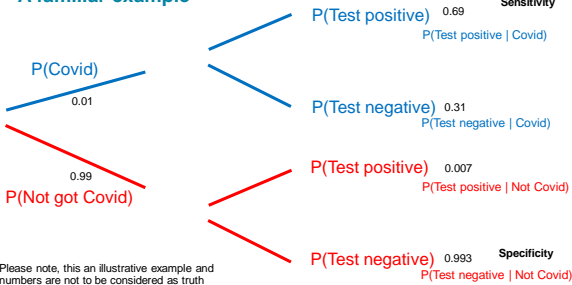 A familiar example
Sensitivity
P(Test positive) 0.69
P(Test positive | Covid)
P(Covid)
0.01
P(Test negative) 0.31
P(Test negative | Covid)
0.99
P(Not got Covid)
P(Test positive) 0.007
P(Test positive | Not Covid)
P(Test negative) 0.993 Specificity
P(Test negative | Not Covid)
Please note, this an illustrative example and
numbers are not to be considered as truth